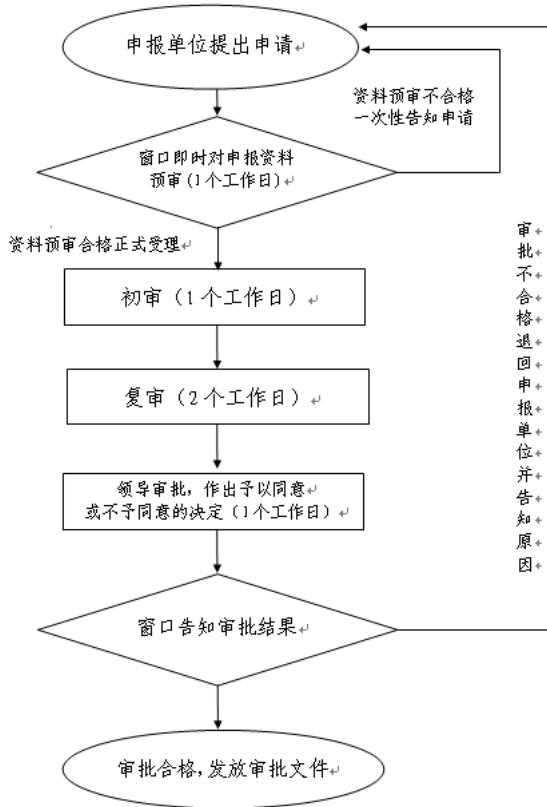 申报单位提出申请
资料预审不合格
一次性告知申请
窗口即时对申报资料
预审(1个工作日)
资料预审合格正式受理
初审（1个工作日）
复审（2个工作日）
领导审批，作出予以同意
或不予同意的决定（1个工作日）
窗口告知审批结果
审批合格，发放审批文件
审批不合格退回申报单位并告知原因